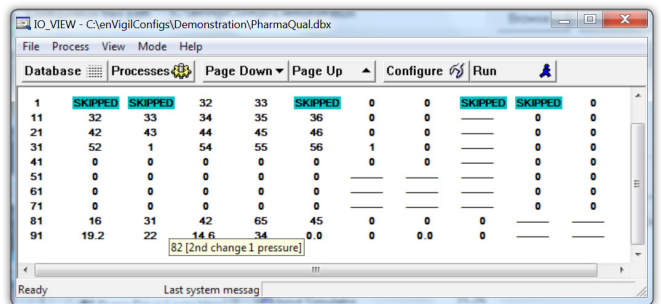 IO_VIEW - C:\enVigilConfigs\Demonstration\PharmaQual.dbx
File Process View Mode Help
Database Processes Page Down Page Up Configure Run
1 SKIPPED SKIPPED 32 33 SKIPPED 0 0 SKIPPED SKIPPED 0
11 32 33 34 35 36 0 0 —— 0 0
21 42 43 44 45 46 0 0 —— 0 0
31 52 1 54 55 56 1 0 —— 0 0
41 0 0 0 0 0 0 0 —— 0 0
51 0 0 0 0 0 —— —— —— 0 0
61 0 0 0 0 0 —— —— —— 0 0
71 0 0 0 0 0 —— —— —— 0 0
81 16 31 42 65 45 0 0 0 —— ——
91 19.2 22 14.6 34 0.0 0 0.0 0 —— ——
82 [2nd change 1 pressure]
Ready Last system messag